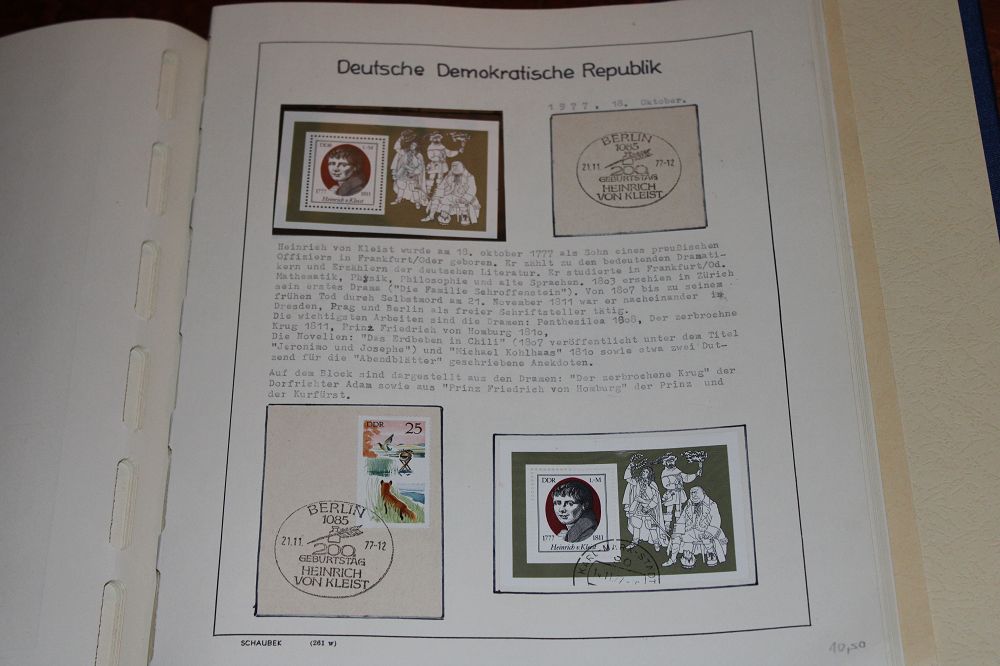 Deutsche Demokratische Republik
1977. 18. Oktober.
DDR 1,-M
1777 1811
Heinrich v. Kleist
BERLIN
1085
21.11. 77-12
200.
GEBURTSTAG
HEINRICH
VON KLEIST
Heinrich von Kleist wurde am 18. oktober 1777 als Sohn eines preußischen
Offiziers in Frankfurt/Oder geboren. Er zählt zu den bedeutenden Dramati-
kern und Erzählern der deutschen Literatur. Er studierte in Frankfurt/Od.
Mathematik, Physik, Philosophie und alte Sprachen. 18o3 erschien in Zürich
sein erstes Drama ("Die Familie Schroffenstein"). Von 18o7 bis zu seinem
frühen Tod durch Selbstmord am 21. November 1811 war er nacheinander in
Dresden, Prag und Berlin als freier Schriftsteller tätig.
Die wichtigsten Arbeiten sind die Dramen: Penthesilea 18o8, Der zerbrochne
Krug 1811, Prinz Friedrich von Homburg 181o,
Die Novellen: "Das Erdbeben in Chili" (18o7 veröffentlicht unter dem Titel
"Jeronimo und Josephe") und "Michael Kohlhaas" 181o sowie etwa zwei Dut-
zend für die "Abendblätter" geschriebene Anekdoten.
Auf dem Block sind dargestellt aus den Dramen: "Der zerbrochene Krug" der
Dorfrichter Adam sowie aus "Prinz Friedrich von Homburg" der Prinz und
der Kurfürst.
DDR 25
BERLIN
1085
21.11. 77-12
200.
GEBURTSTAG
HEINRICH
VON KLEIST
DDR 1,-M
1777 1811
Heinrich v. Kleist
SCHAUBEK (261 w)
10,50